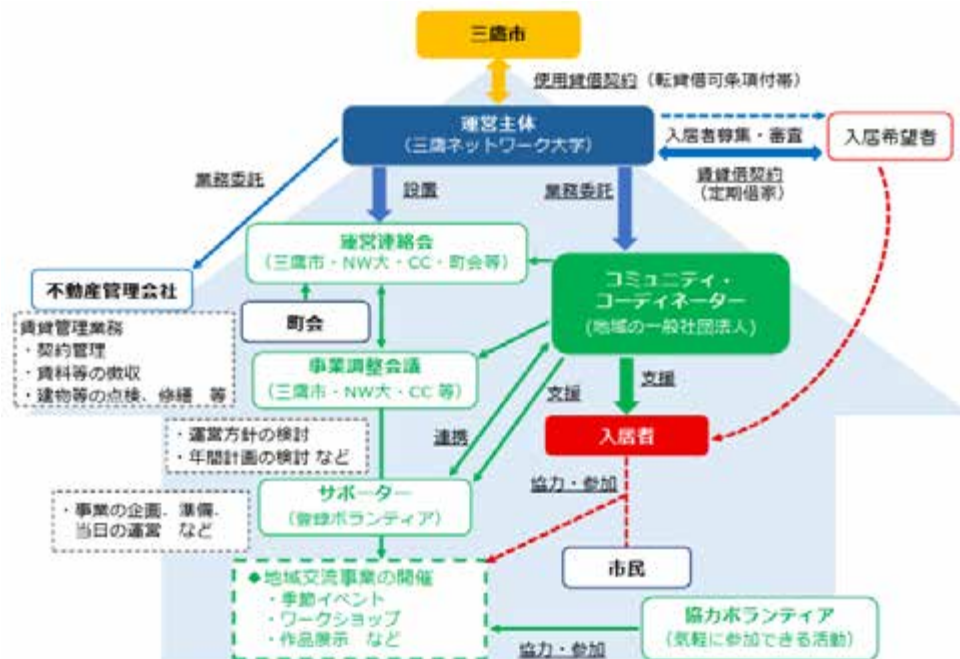 三鷹市
使用貸借契約（転貸借可条項付帯）
運営主体
（三鷹ネットワーク大学）
入居者募集・審査
入居希望者
賃貸借契約
（定期借家）
業務委託
設置
業務委託
運営連絡会
（三鷹市・NW大・CC・町会等）
コミュニティ・
コーディネーター
(地域の一般社団法人)
不動産管理会社
町会
賃貸管理業務
・契約管理
・賃料等の徴収
・建物等の点検、修繕　等
事業調整会議
（三鷹市・NW大・CC 等）
支援
支援
連携
入居者
・運営方針の検討
・年間計画の検討 など
協力・参加
サポーター
（登録ボランティア）
・事業の企画、準備、
当日の運営　など
市民
◆地域交流事業の開催
・季節イベント
・ワークショップ
・作品展示　など
協力ボランティア
（気軽に参加できる活動）
協力・参加